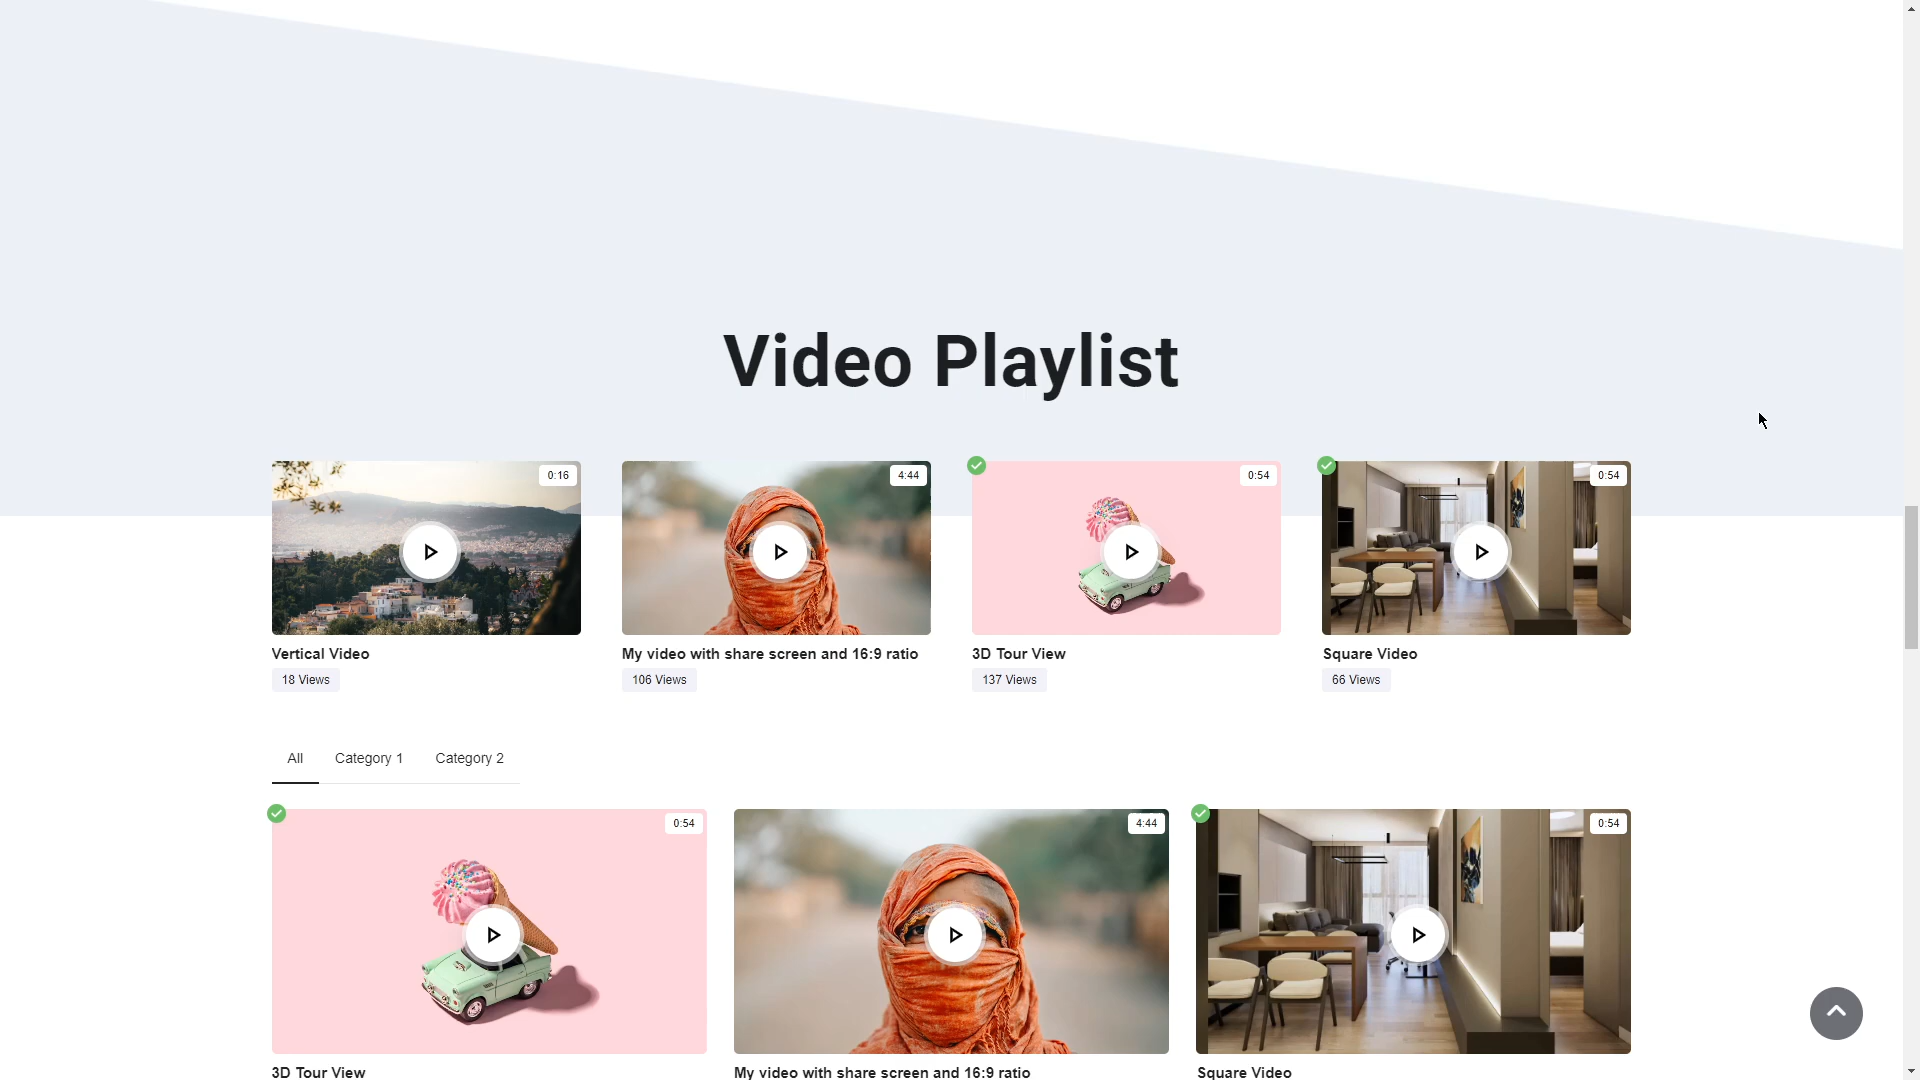 Video Playlist
0:16
4:44
0:54
0:54
Vertical Video
My video with share screen and 16:9 ratio
3D Tour View
Square Video
18 Views
106 Views
137 Views
66 Views
All
Category 1
Category 2
0:54
4:44
0:54
3D Tour View
My video with share screen and 16:9 ratio
Square Video